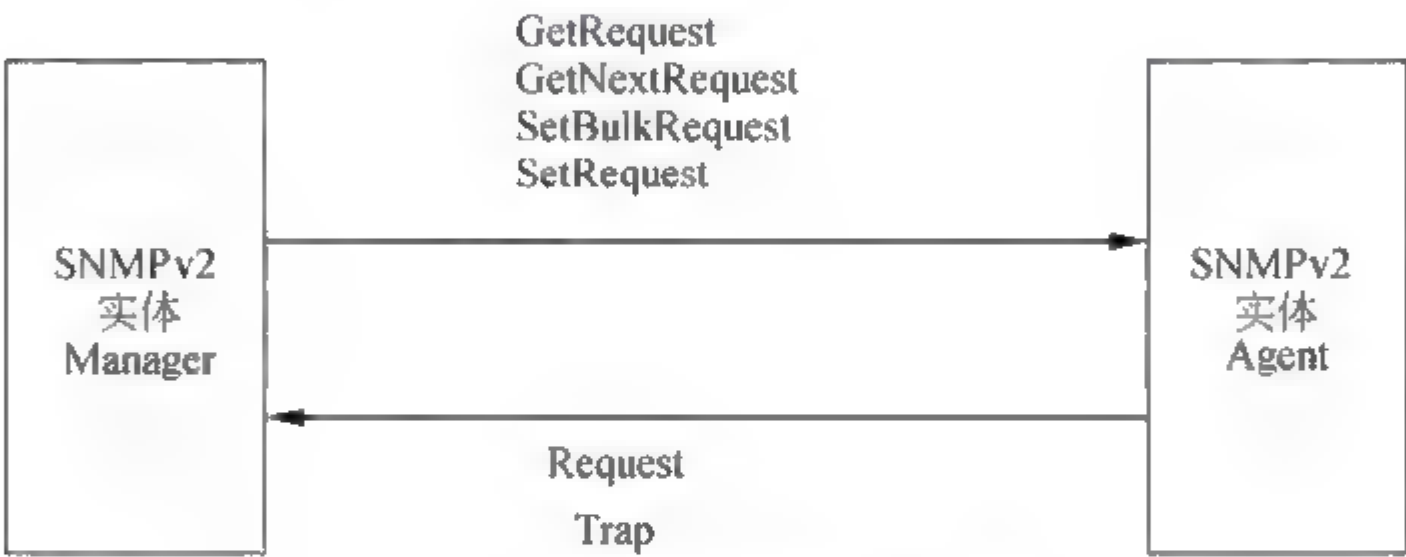 GetRequest
GetNextRequest
SetBulkRequest
SetRequest
SNMPv2
实体
Manager
SNMPv2
实体
Agent
Request
Trap